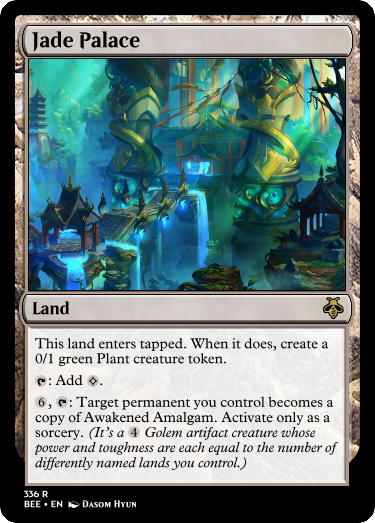 Jade Palace
Land
This land enters tapped. When it does, create a
0/1 green Plant creature token.
: Add .
6, : Target permanent you control becomes a
copy of Awakened Amalgam. Activate only as a
sorcery. (It's a 4 Golem artifact creature whose
power and toughness are each equal to the number of
differently named lands you control.)
336 R
BEE • EN Dasom Hyun